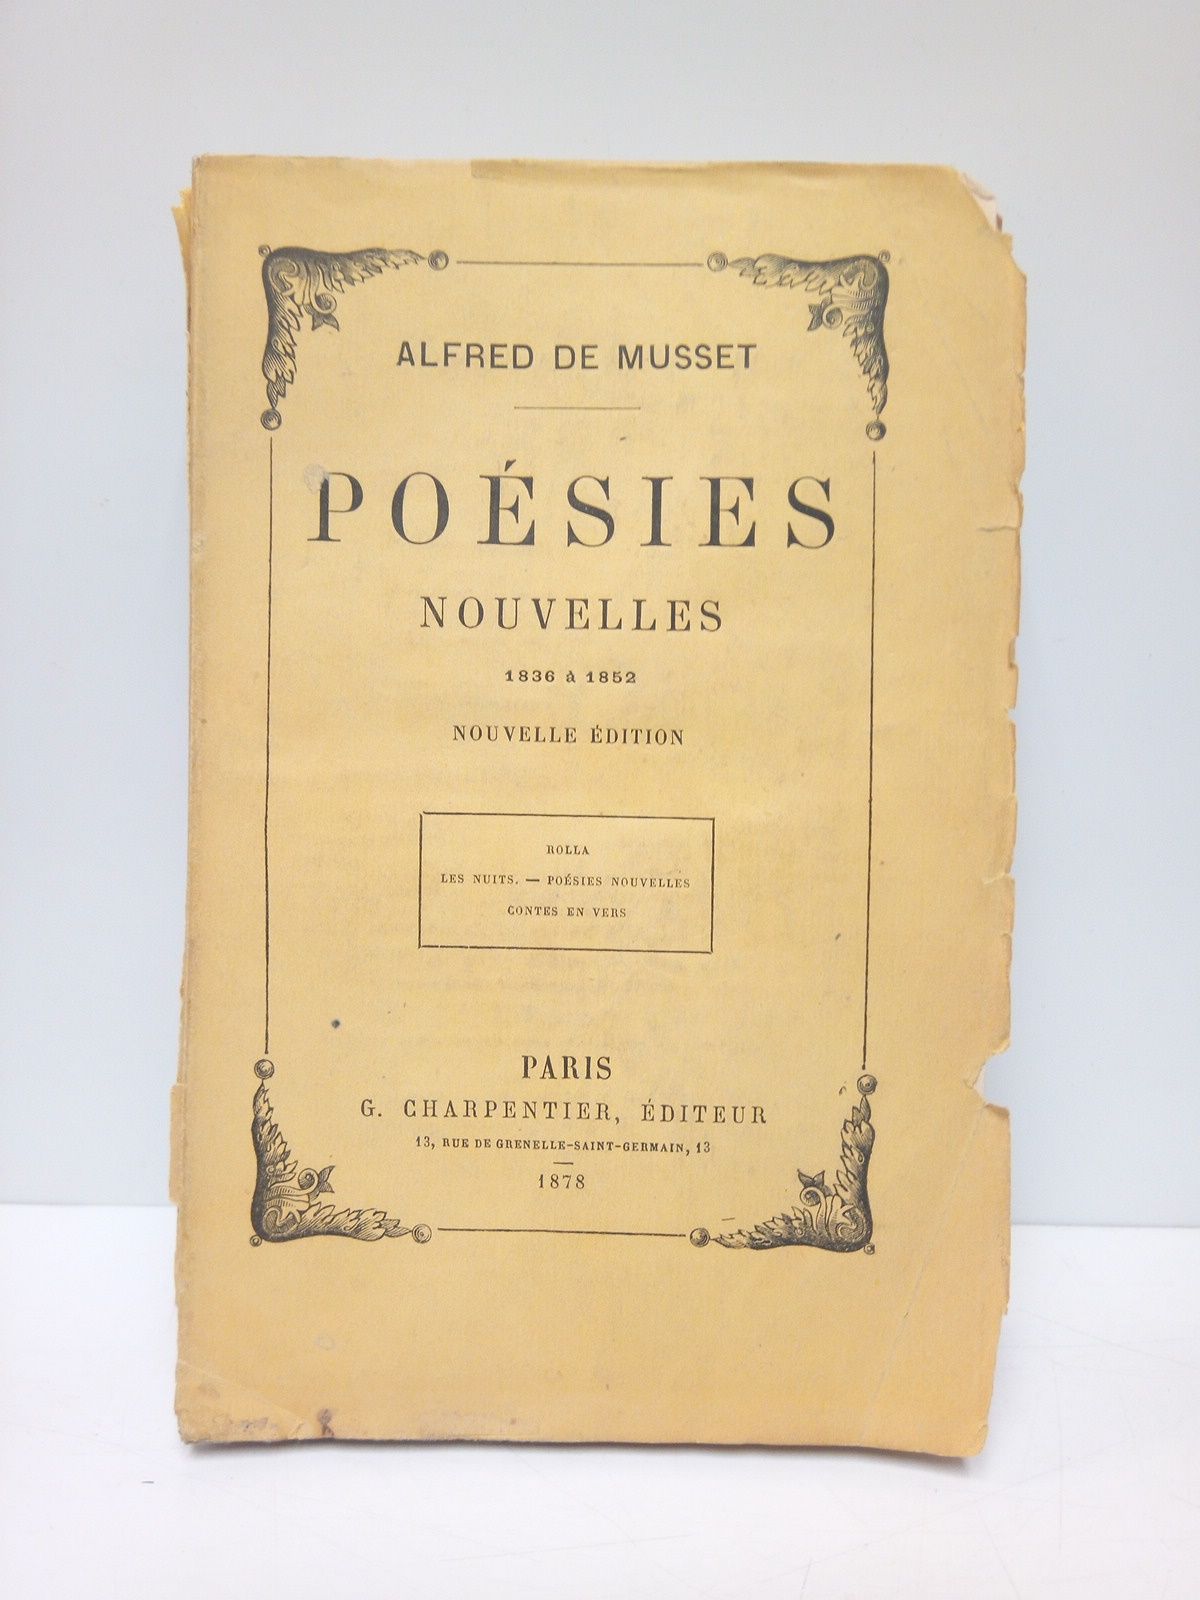 ALFRED DE MUSSET
POÉSIES
NOUVELLES
1836 à 1852
NOUVELLE ÉDITION
ROLLA
LES NUITS. — POÉSIES NOUVELLES
CONTES EN VERS
PARIS
G. CHARPENTIER, ÉDITEUR
13, RUE DE GRENELLE-SAINT-GERMAIN, 13
1878